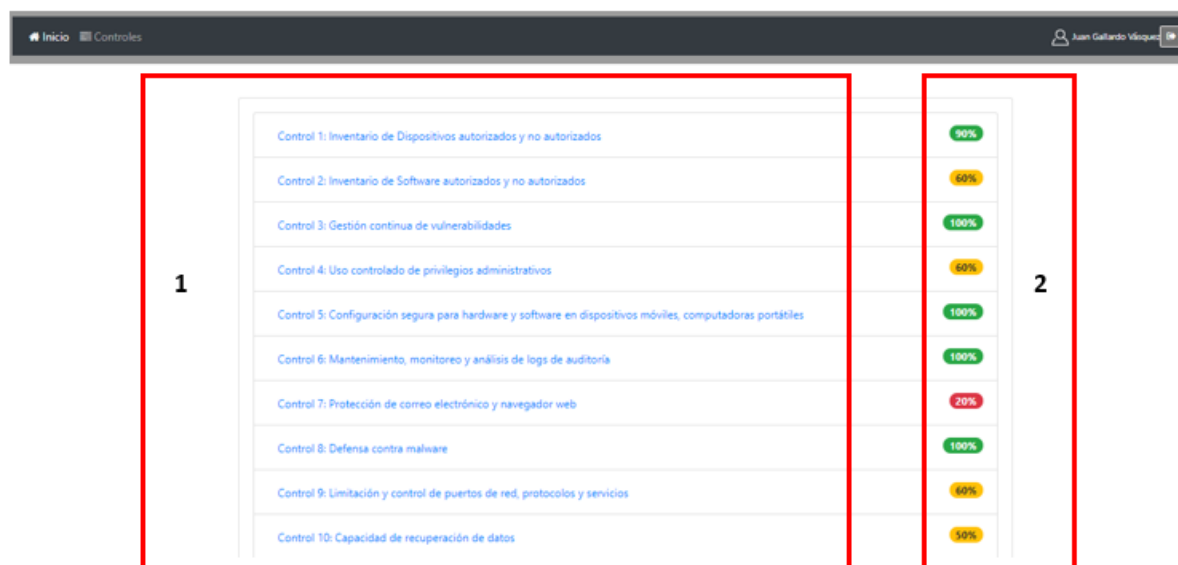 Inicio Controles Juan Gallardo Vásquez
Control 1: Inventario de Dispositivos autorizados y no autorizados 90%
Control 2: Inventario de Software autorizados y no autorizados 60%
Control 3: Gestión continua de vulnerabilidades 100%
1 Control 4: Uso controlado de privilegios administrativos 60% 2
Control 5: Configuración segura para hardware y software en dispositivos móviles, computadoras portátiles 100%
Control 6: Mantenimiento, monitoreo y análisis de logs de auditoría 100%
Control 7: Protección de correo electrónico y navegador web 20%
Control 8: Defensa contra malware 100%
Control 9: Limitación y control de puertos de red, protocolos y servicios 60%
Control 10: Capacidad de recuperación de datos 50%